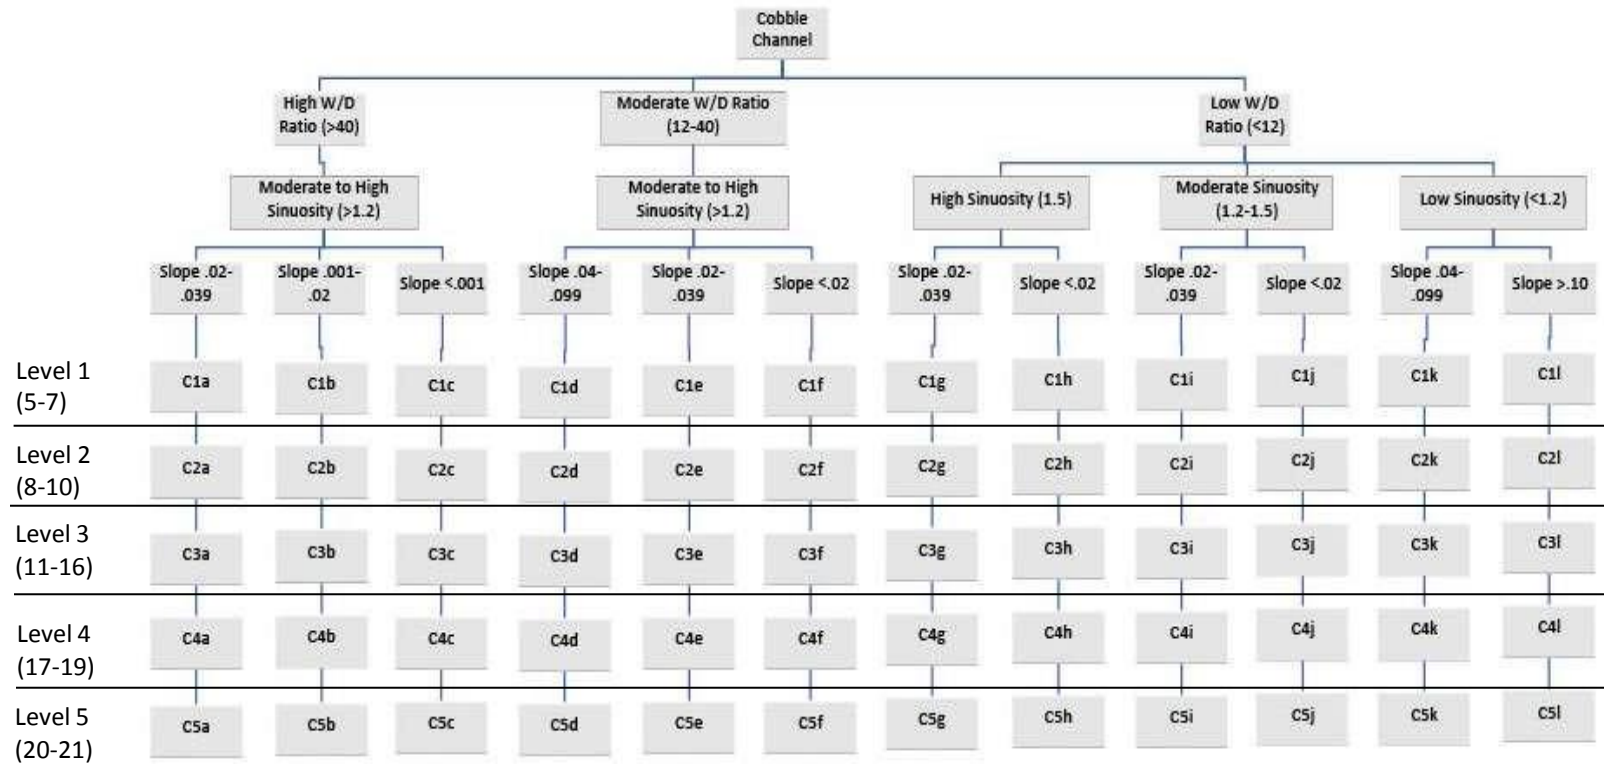 Cobble
Channel
High W/D
Ratio (>40)
Moderate W/D Ratio
(12-40)
Low W/D
Ratio (<12)
Moderate to High
Sinuosity (>1.2)
Moderate to High
Sinuosity (>1.2)
High Sinuosity (1.5)
Moderate Sinuosity
(1.2-1.5)
Low Sinuosity (<1.2)
Slope .02-
.039
Slope .001-
.02
Slope <.001
Slope .04-
.099
Slope .02-
.039
Slope <.02
Slope .02-
.039
Slope <.02
Slope .02-
.039
Slope <.02
Slope .04-
.099
Slope >.10
Level 1
(5-7)
C1a C1b C1c C1d C1e C1f C1g C1h C1i C1j C1k C1l
Level 2
(8-10)
C2a C2b C2c C2d C2e C2f C2g C2h C2i C2j C2k C2l
Level 3
(11-16)
C3a C3b C3c C3d C3e C3f C3g C3h C3i C3j C3k C3l
Level 4
(17-19)
C4a C4b C4c C4d C4e C4f C4g C4h C4i C4j C4k C4l
Level 5
(20-21)
C5a C5b C5c C5d C5e C5f C5g C5h C5i C5j C5k C5l